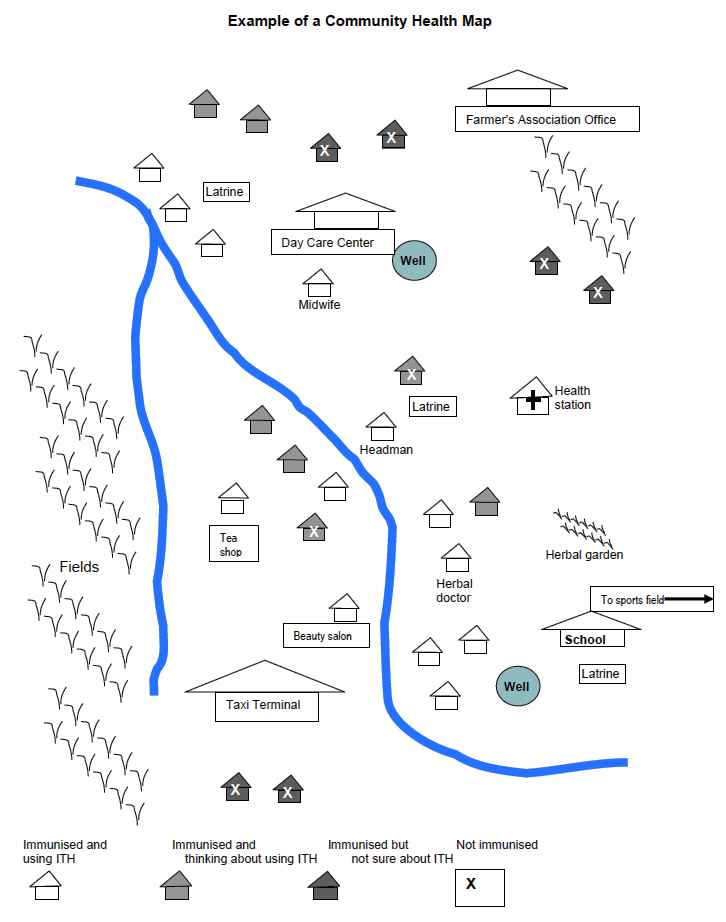 Example of a Community Health Map
Farmer's Association Office
X
X
Latrine
Day Care Center
Well
X
X
Midwife
X
Health
station
Latrine
Headman
X
Tea
shop
Herbal garden
Fields
Herbal
doctor
To sports field
Beauty salon
School
Latrine
Well
Taxi Terminal
X
X
Immunised and
using ITH
Immunised and
thinking about using ITH
Immunised but
not sure about ITH
Not immunised
X